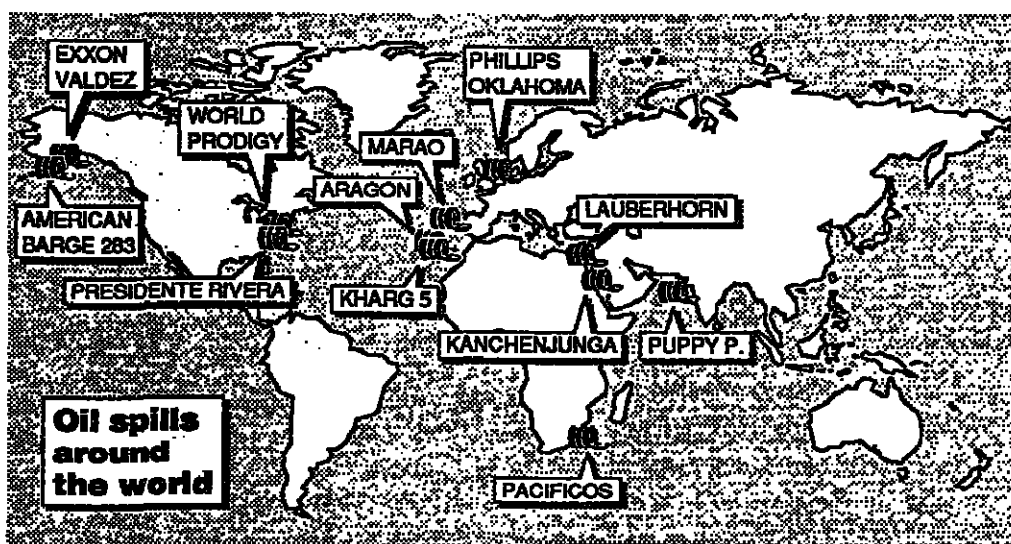 EXXON
VALDEZ
WORLD
PRODIGY
PHILLIPS
OKLAHOMA
MARAO
ARAGON
LAUBERHORN
AMERICAN
BARGE 283
PRESIDENTE RIVERA
KHARG 5
KANCHENJUNGA
PUPPY P.
Oil spills
around
the world
PACIFICOS